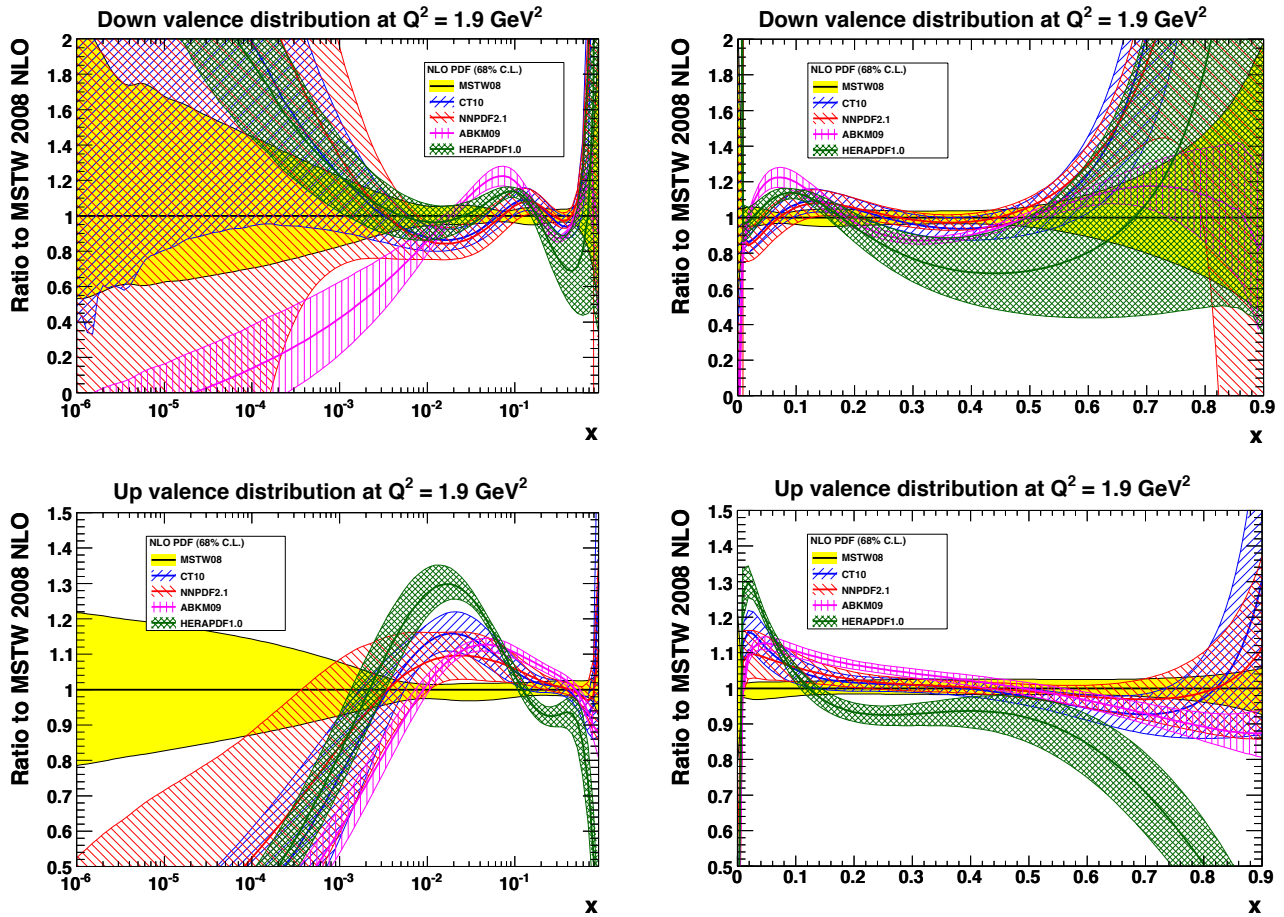 Down valence distribution at Q² = 1.9 GeV²
Ratio to MSTW 2008 NLO
2
1.8
1.6
1.4
1.2
1
0.8
0.6
0.4
0.2
0
NLO PDF (68% C.L.)
MSTW08
CT10
NNPDF2.1
ABKM09
HERAPDF1.0
10⁻⁶ 10⁻⁵ 10⁻⁴ 10⁻³ 10⁻² 10⁻¹
x
Down valence distribution at Q² = 1.9 GeV²
Ratio to MSTW 2008 NLO
2
1.8
1.6
1.4
1.2
1
0.8
0.6
0.4
0.2
0
NLO PDF (68% C.L.)
MSTW08
CT10
NNPDF2.1
ABKM09
HERAPDF1.0
0 0.1 0.2 0.3 0.4 0.5 0.6 0.7 0.8 0.9
x
Up valence distribution at Q² = 1.9 GeV²
Ratio to MSTW 2008 NLO
1.5
1.4
1.3
1.2
1.1
1
0.9
0.8
0.7
0.6
0.5
NLO PDF (68% C.L.)
MSTW08
CT10
NNPDF2.1
ABKM09
HERAPDF1.0
10⁻⁶ 10⁻⁵ 10⁻⁴ 10⁻³ 10⁻² 10⁻¹
x
Up valence distribution at Q² = 1.9 GeV²
Ratio to MSTW 2008 NLO
1.5
1.4
1.3
1.2
1.1
1
0.9
0.8
0.7
0.6
0.5
NLO PDF (68% C.L.)
MSTW08
CT10
NNPDF2.1
ABKM09
HERAPDF1.0
0 0.1 0.2 0.3 0.4 0.5 0.6 0.7 0.8 0.9
x